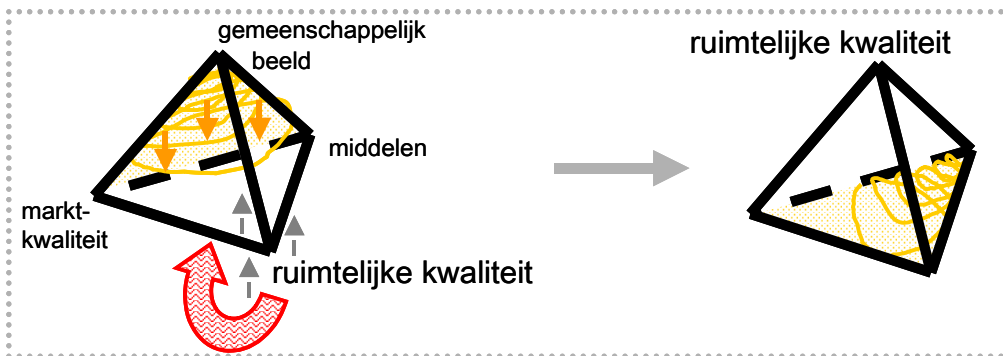 gemeenschappelijk
beeld
middelen
markt-
kwaliteit
ruimtelijke kwaliteit
ruimtelijke kwaliteit